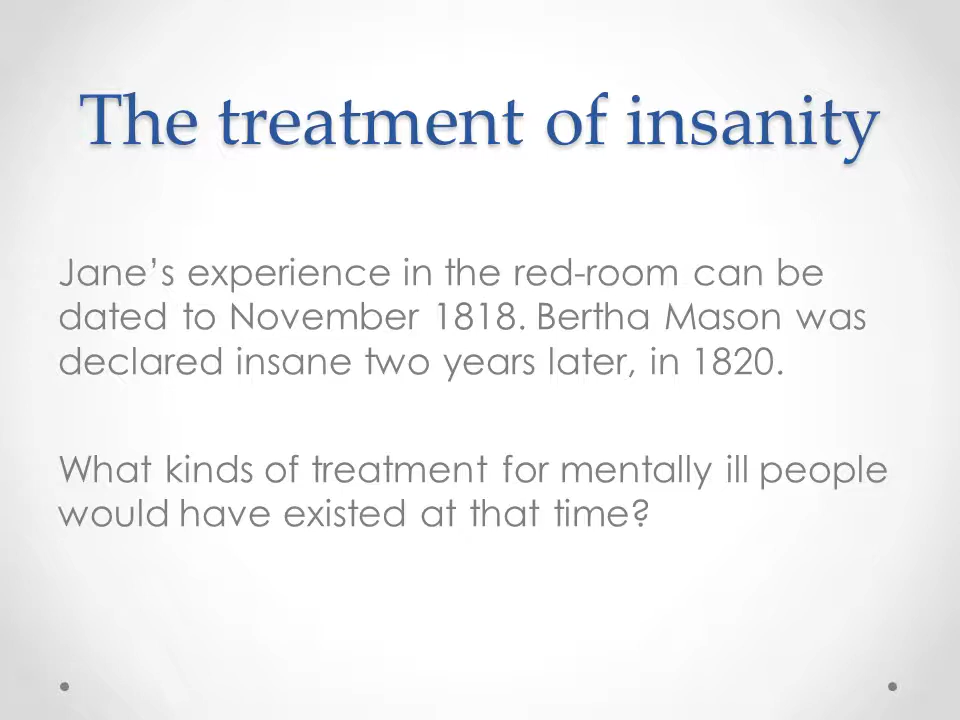 The treatment of insanity
Jane’s experience in the red-room can be
dated to November 1818. Bertha Mason was
declared insane two years later, in 1820.
What kinds of treatment for mentally ill people
would have existed at that time?